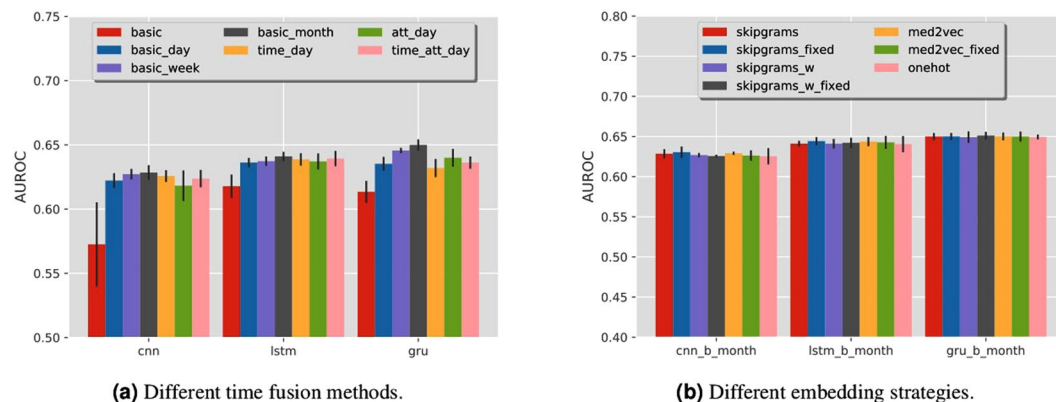 0.75
0.70
0.65
0.60
0.55
0.50
AUROC
basic
basic_day
basic_week
basic_month
time_day
att_day
time_att_day
cnn
lstm
gru
(a) Different time fusion methods.
0.80
0.75
0.70
0.65
0.60
0.55
0.50
0.45
0.40
AUROC
skipgrams
skipgrams_fixed
skipgrams_w
skipgrams_w_fixed
med2vec
med2vec_fixed
onehot
cnn_b_month
lstm_b_month
gru_b_month
(b) Different embedding strategies.